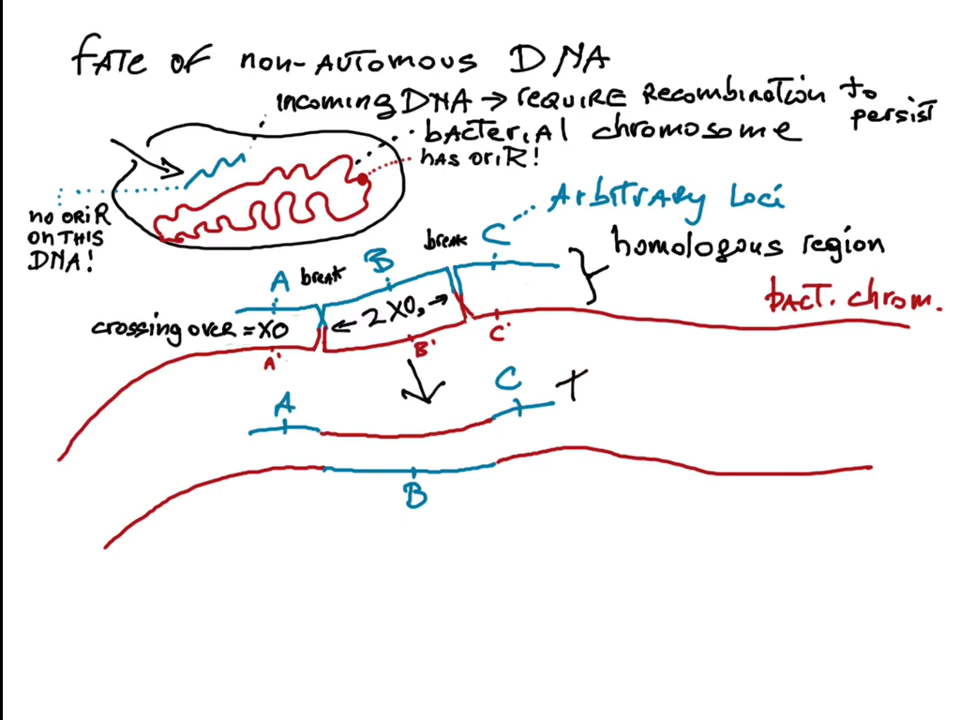 FATE OF non-AUTOMOUS DNA
incoming DNA → REQUIRE Recombination to persist
bacterial chromosome
has oriR!
no ORiR
on THIS
DNA!
Arbitrary Loci
break C
homologous region
A break B
bact. chrom.
crossing over = XO ← 2 XOs →
A' B' C'
A C +
B